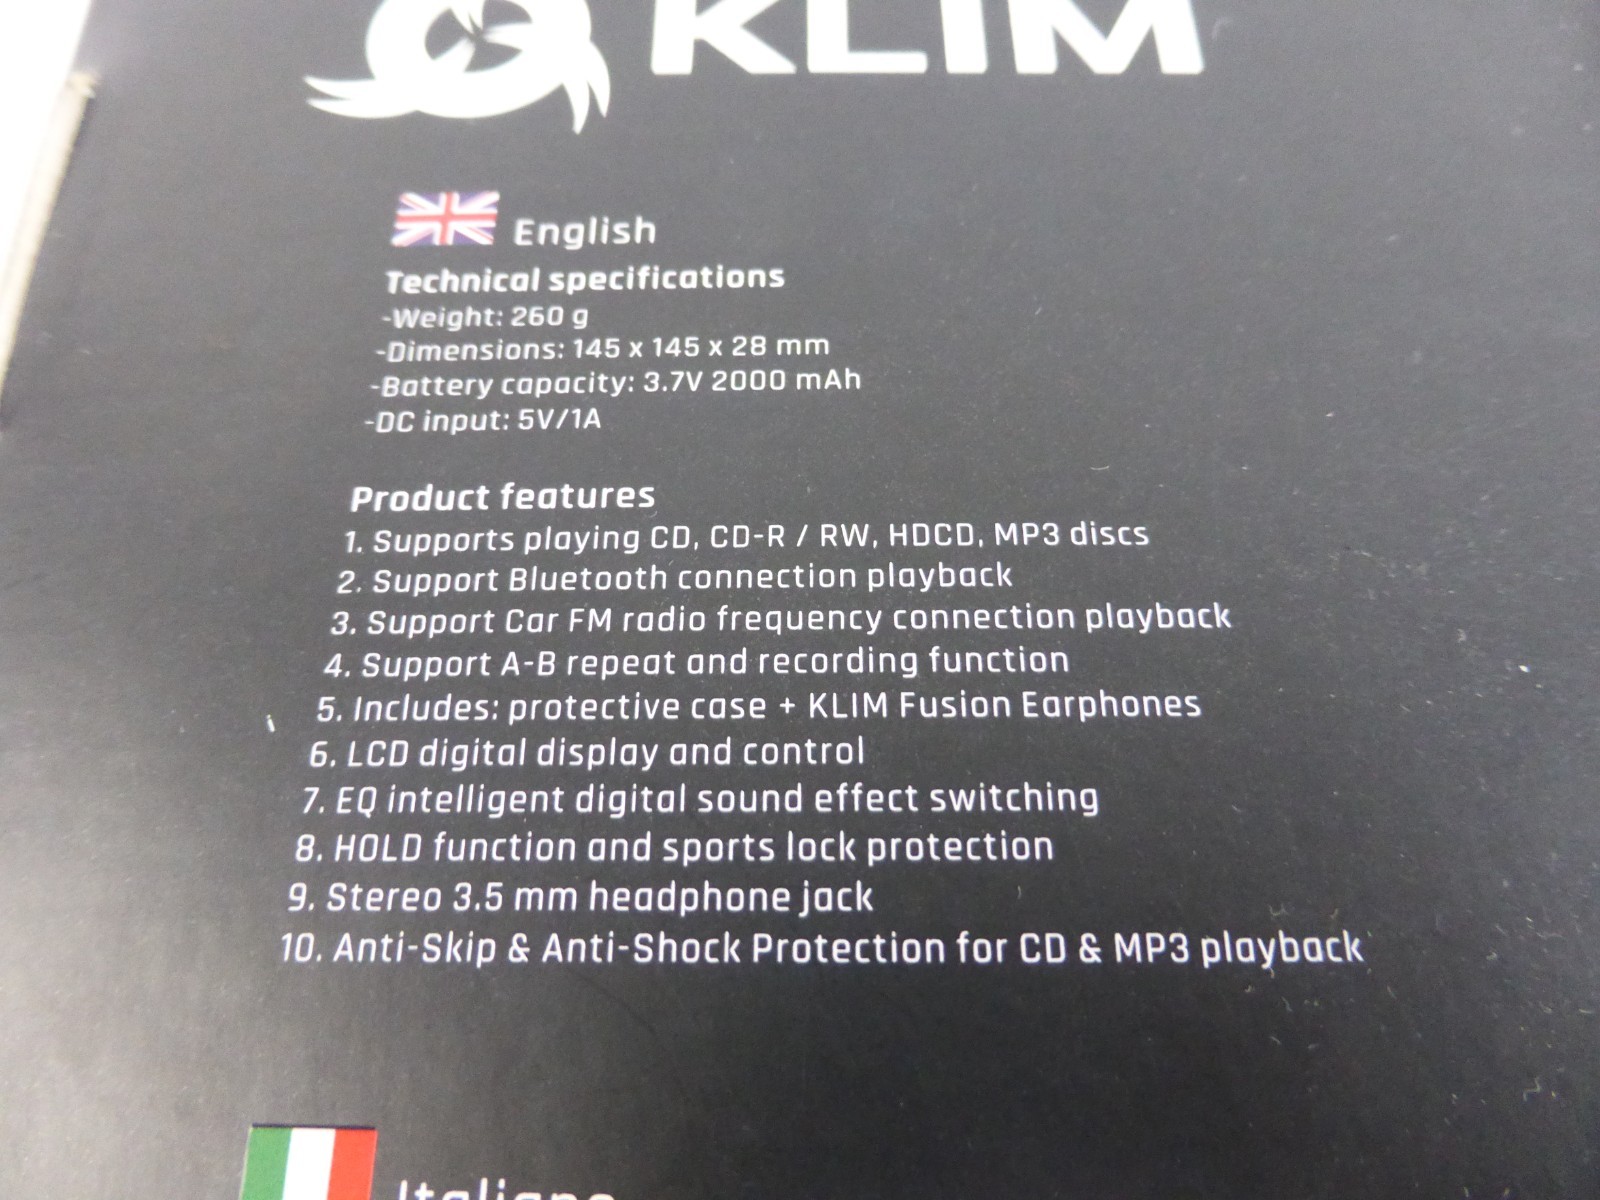 KLIM
English
Technical specifications
-Weight: 260 g
-Dimensions: 145 x 145 x 28 mm
-Battery capacity: 3.7V 2000 mAh
-DC input: 5V/1A
Product features
1. Supports playing CD, CD-R / RW, HDCD, MP3 discs
2. Support Bluetooth connection playback
3. Support Car FM radio frequency connection playback
4. Support A-B repeat and recording function
5. Includes: protective case + KLIM Fusion Earphones
6. LCD digital display and control
7. EQ intelligent digital sound effect switching
8. HOLD function and sports lock protection
9. Stereo 3.5 mm headphone jack
10. Anti-Skip & Anti-Shock Protection for CD & MP3 playback
Italiano